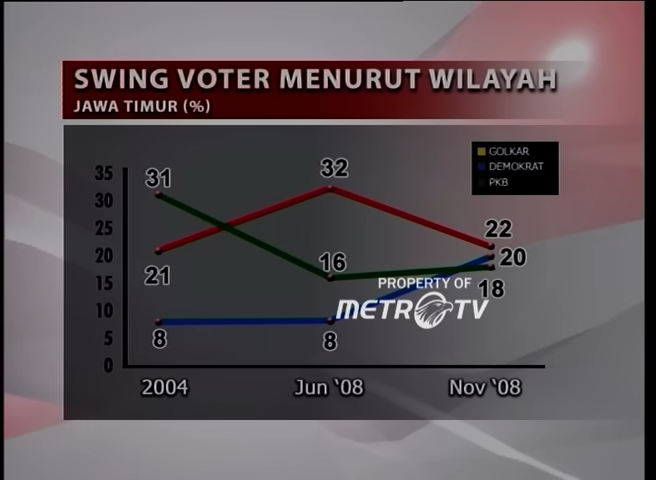 SWING VOTER MENURUT WILAYAH
JAWA TIMUR (%)
GOLKAR
DEMOKRAT
PKB
35
30
25
20
15
10
5
0
31
21
8
32
16
8
22
20
18
PROPERTY OF
METRO TV
2004
Jun ‘08
Nov ‘08